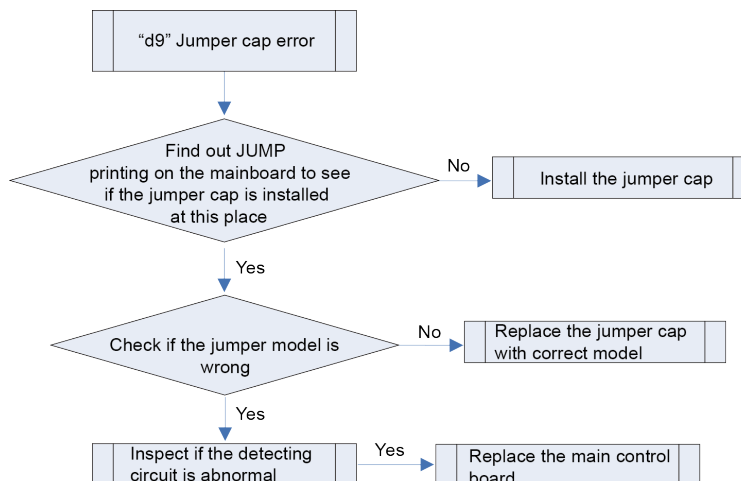 “d9” Jumper cap error
Find out JUMP
printing on the mainboard to see
if the jumper cap is installed
at this place
No
Install the jumper cap
Yes
Check if the jumper model is
wrong
No
Replace the jumper cap
with correct model
Yes
Inspect if the detecting
circuit is abnormal
Yes
Replace the main control
board